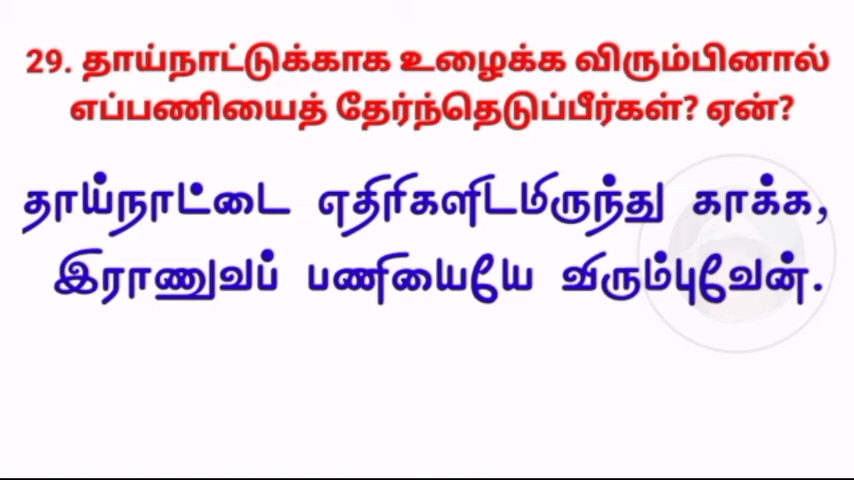 29. தாய்நாட்டுக்காக உழைக்க விரும்பினால்
எப்பணியைத் தேர்ந்தெடுப்பீர்கள்? ஏன்?
தாய்நாட்டை எதிரிகளிடமிருந்து காக்க,
இராணுவப் பணியையே விரும்புவேன்.